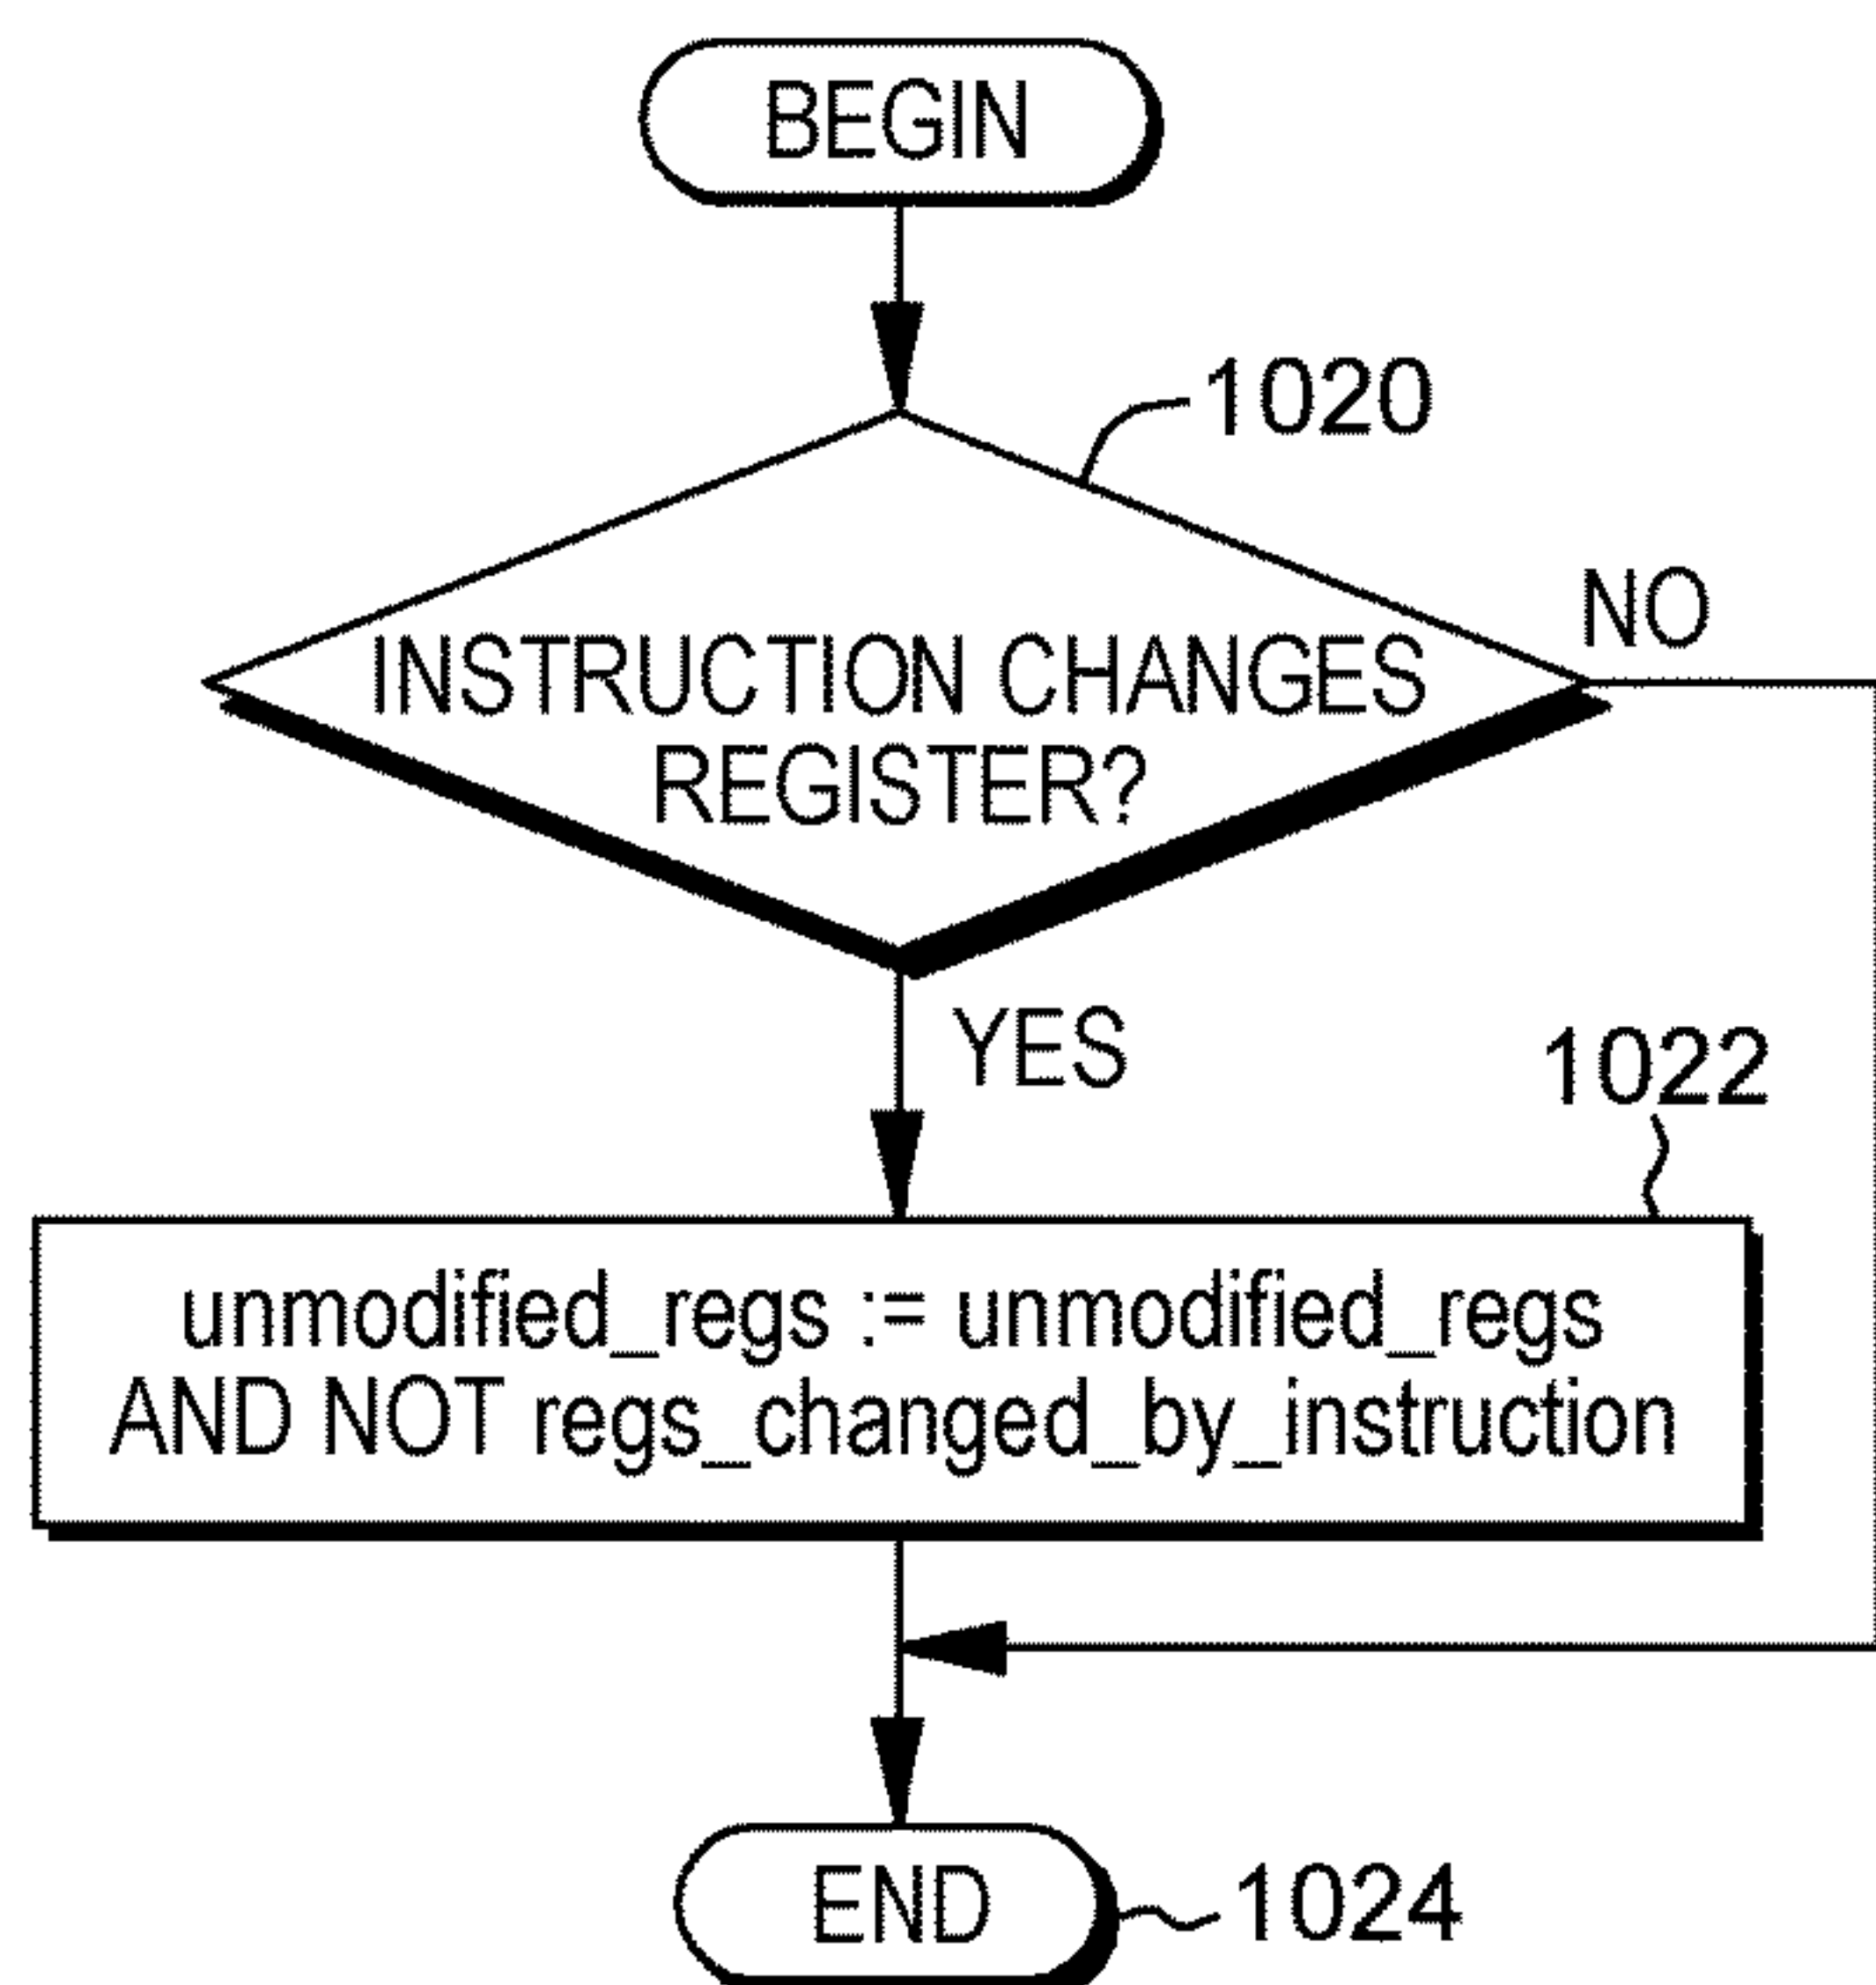 BEGIN
1020
INSTRUCTION CHANGES
REGISTER?
NO
YES
1022
unmodified_regs := unmodified_regs
AND NOT regs_changed_by_instruction
END
1024